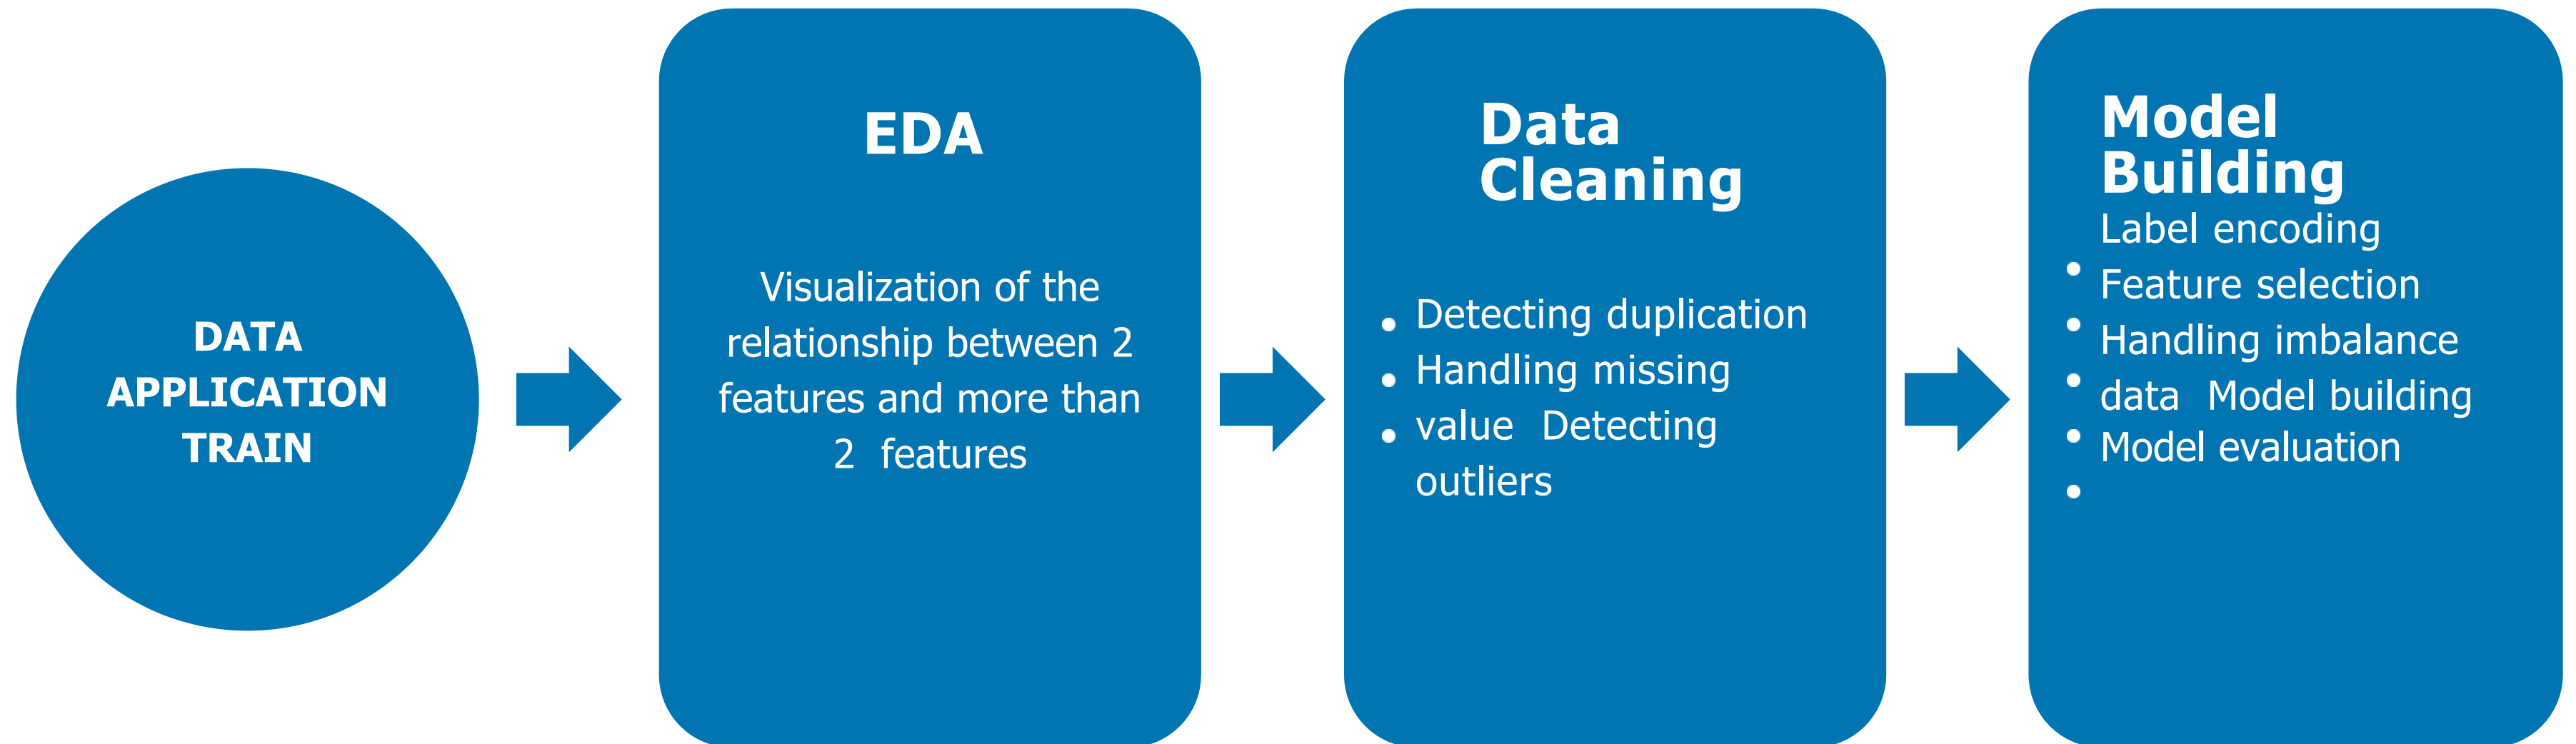 DATA
APPLICATION
TRAIN
EDA
Visualization of the
relationship between 2
features and more than
2 features
Data
Cleaning
• Detecting duplication
• Handling missing
• value Detecting
outliers
Model
Building
Label encoding
• Feature selection
• Handling imbalance
• data Model building
• Model evaluation
•